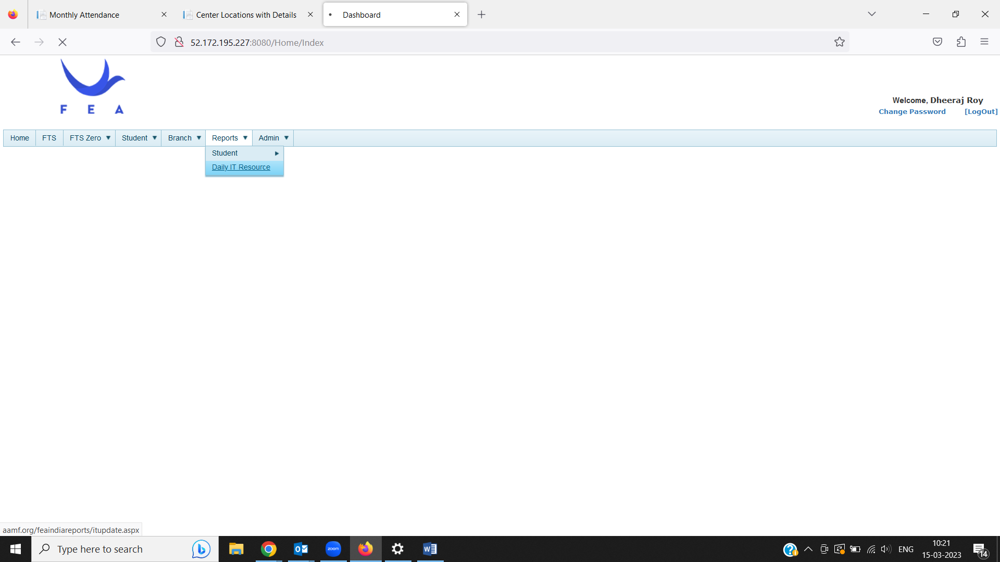 Monthly Attendance
Center Locations with Details
Dashboard
52.172.195.227:8080/Home/Index
F E A
Welcome, Dheeraj Roy
Change Password [LogOut]
Home FTS FTS Zero Student Branch Reports Admin
Student
Daily IT Resource
aamf.org/feaindiareports/itupdate.aspx
Type here to search
zoom
ENG
10:21
15-03-2023
14